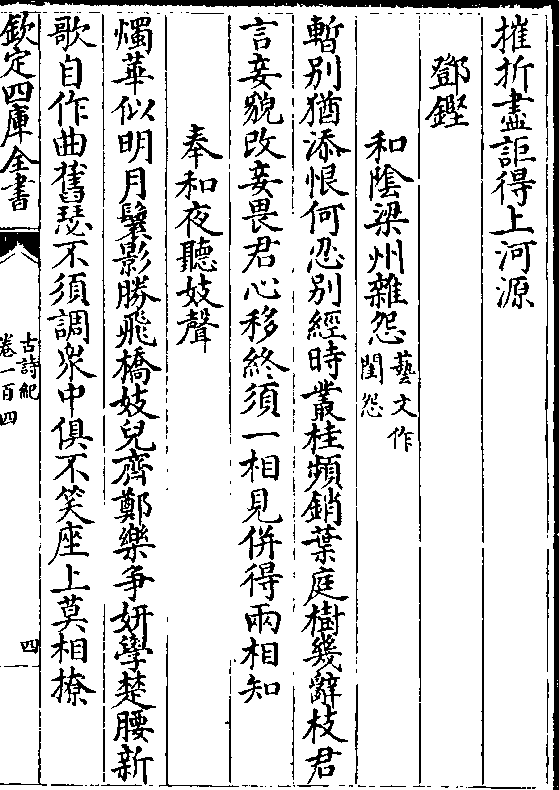 摧折盡詎得上河源
鄧鏗
和陰梁州雜怨藝文作閨怨
暫别猶添恨何忍别經時叢桂頻銷葉庭樹幾辭枝君
言妾貌改妾畏君心移終須一相見併得兩相知
奉和夜聽妓聲
燭華似明月鬟影勝飛橋妓兒齊鄭樂爭妍學楚腰新
歌自作曲舊瑟不須調衆中俱不笑座上莫相撩
欽定四庫全書
古詩紀
卷一百四
四